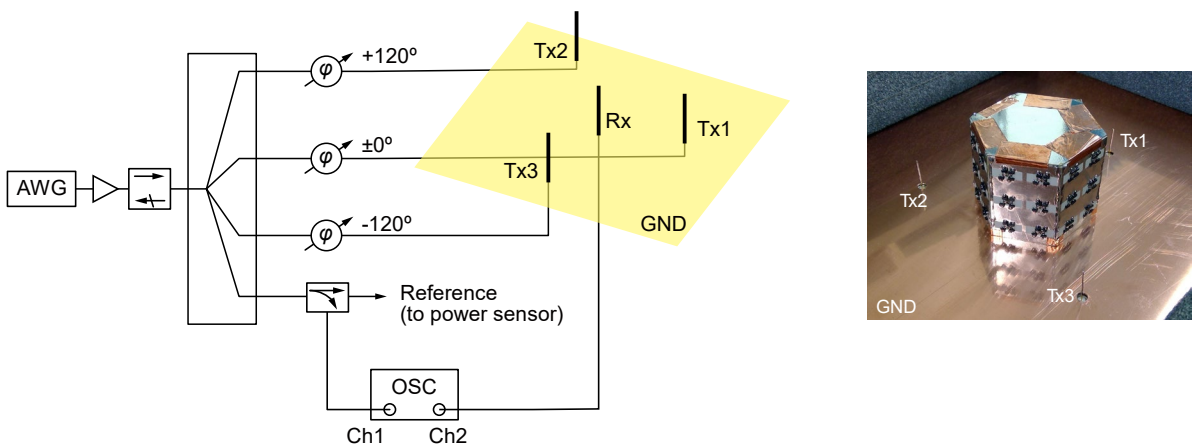 Tx2
+120º
φ
Rx
Tx1
±0º
φ
Tx3
AWG
-120º
φ
GND
Reference
(to power sensor)
OSC
Ch1
Ch2
Tx1
Tx2
Tx3
GND